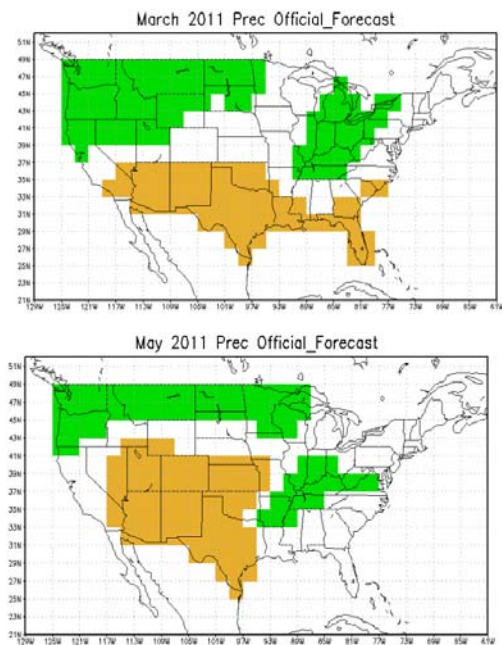 March 2011 Prec Official_Forecast
51N
49N
47N
45N
43N
41N
39N
37N
35N
33N
31N
29N
27N
25N
23N
21N
129W 125W 121W 117W 113W 109W 105W 101W 97W 93W 89W 85W 81W 77W 73W 69W 65W 61W
May 2011 Prec Official_Forecast
51N
49N
47N
45N
43N
41N
39N
37N
35N
33N
31N
29N
27N
25N
23N
21N
129W 125W 121W 117W 113W 109W 105W 101W 97W 93W 89W 85W 81W 77W 73W 69W 65W 61W